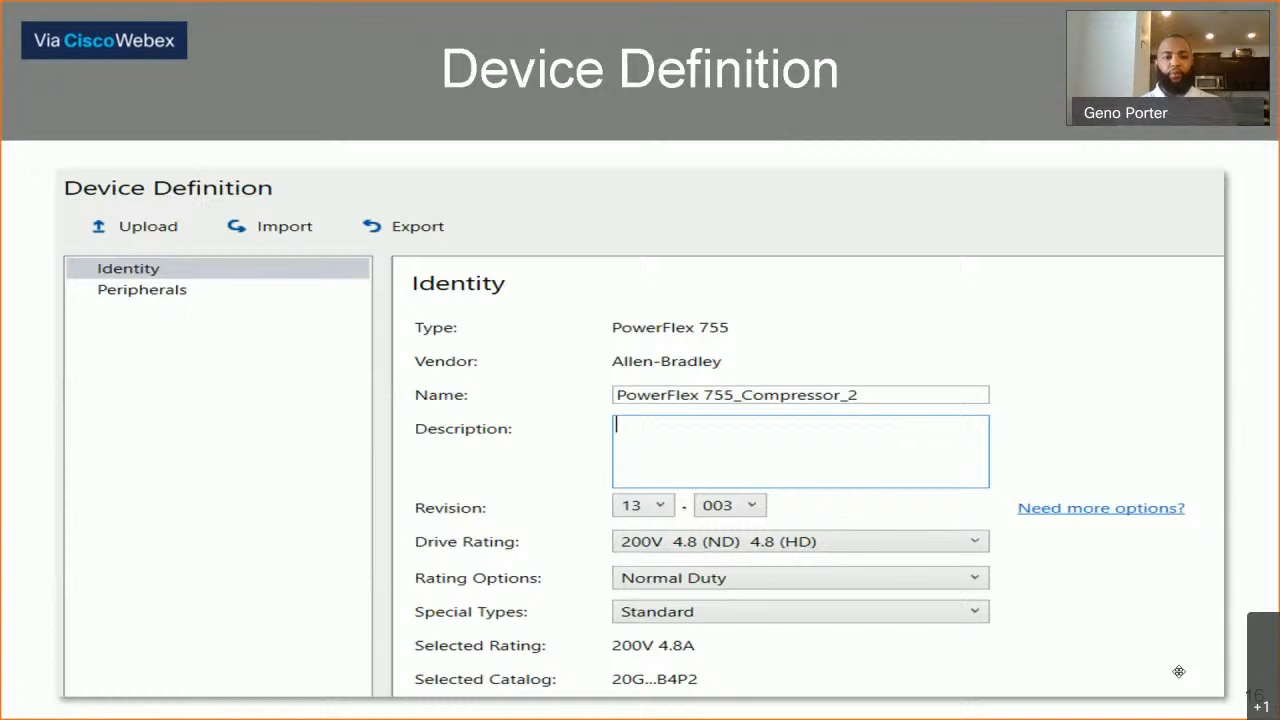 Via CiscoWebex
Device Definition
Geno Porter
Device Definition
Upload Import Export
Identity
Peripherals
Identity
Type: PowerFlex 755
Vendor: Allen-Bradley
Name: PowerFlex 755_Compressor_2
Description:
Revision: 13 . 003 Need more options?
Drive Rating: 200V 4.8 (ND) 4.8 (HD)
Rating Options: Normal Duty
Special Types: Standard
Selected Rating: 200V 4.8A
Selected Catalog: 20G...B4P2
16
+1